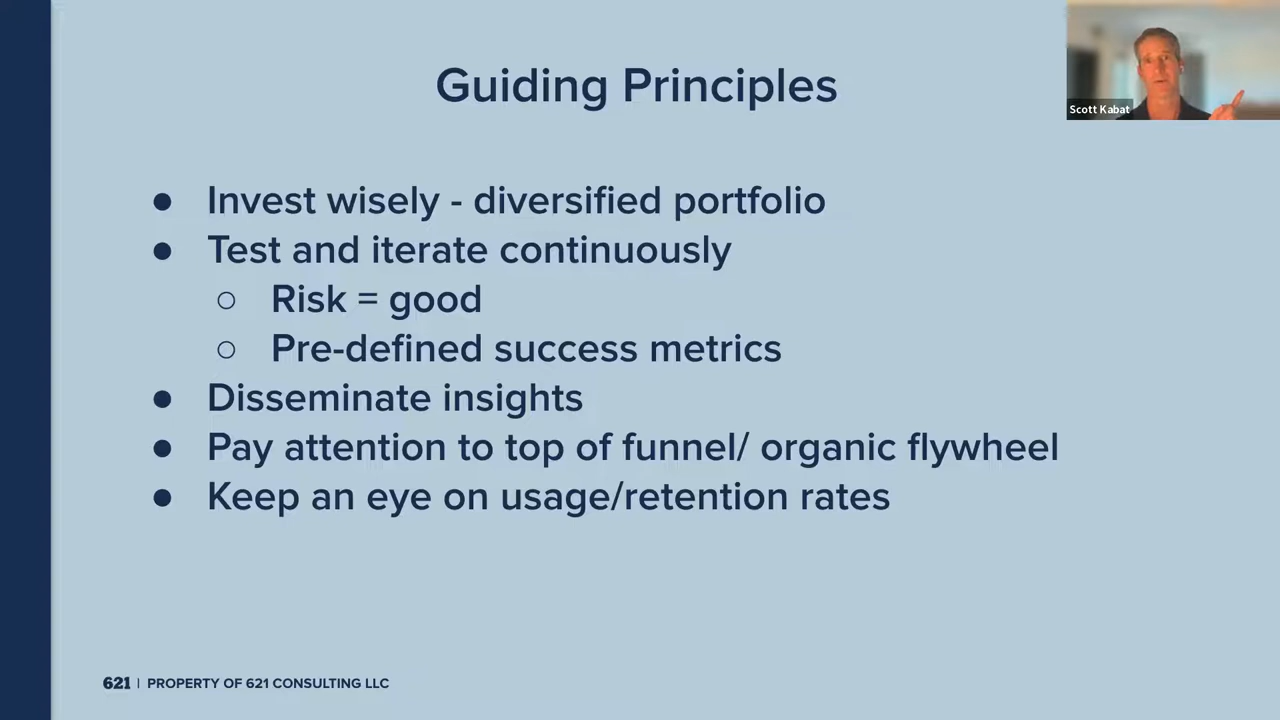 Guiding Principles
Scott Kabat
● Invest wisely - diversified portfolio
● Test and iterate continuously
○ Risk = good
○ Pre-defined success metrics
● Disseminate insights
● Pay attention to top of funnel/ organic flywheel
● Keep an eye on usage/retention rates
621 | PROPERTY OF 621 CONSULTING LLC